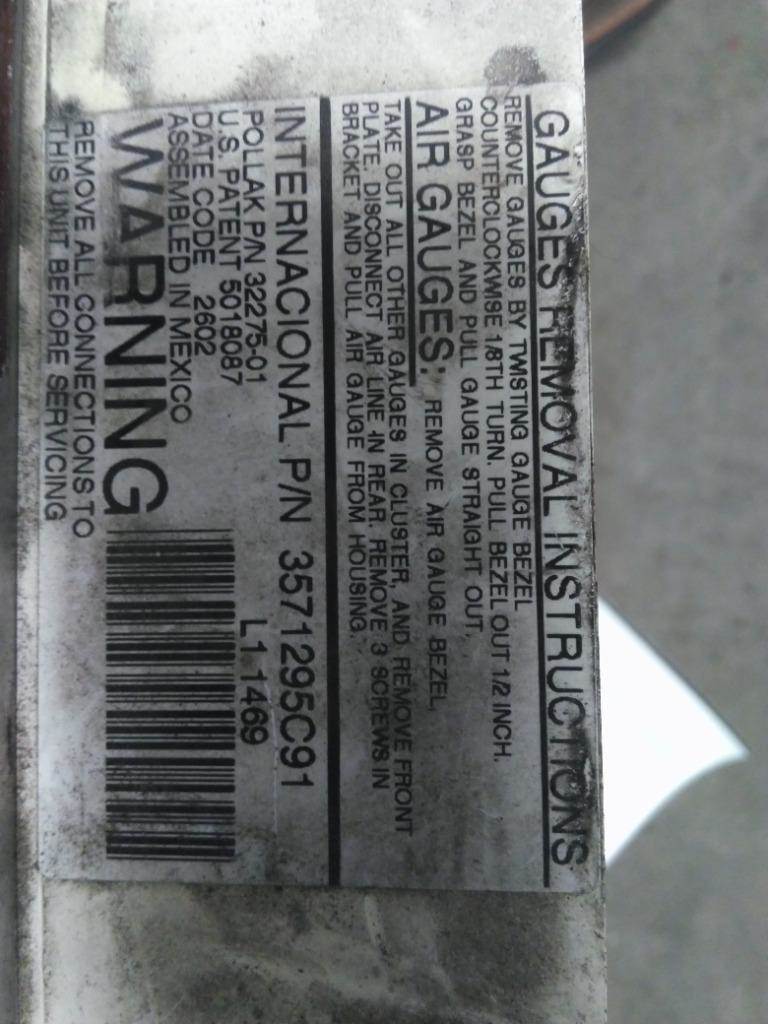 GAUGES REMOVAL INSTRUCTIONS
REMOVE GAUGES BY TWISTING GAUGE BEZEL
COUNTERCLOCKWISE 1/8TH TURN. PULL BEZEL OUT 1/2 INCH.
GRASP BEZEL AND PULL GAUGE STRAIGHT OUT.
AIR GAUGES: REMOVE AIR GAUGE BEZEL,
TAKE OUT ALL OTHER GAUGES IN CLUSTER, AND REMOVE FRONT
PLATE. DISCONNECT AIR LINE IN REAR. REMOVE 3 SCREWS IN
BRACKET AND PULL AIR GAUGE FROM HOUSING.
INTERNACIONAL P/N 3571295C91
POLLAK P/N 32275-01
U.S. PATENT 5018087
DATE CODE 2602
ASSEMBLED IN MEXICO
L1 1469
WARNING
REMOVE ALL CONNECTIONS TO
THIS UNIT BEFORE SERVICING